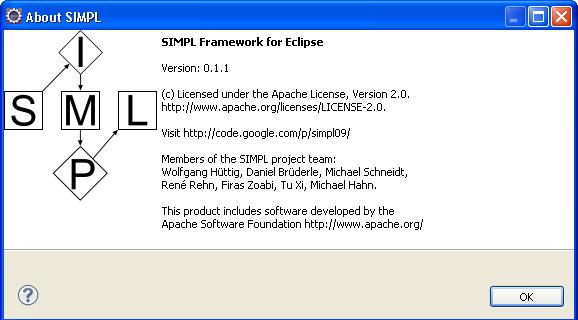 About SIMPL
I
S
M
L
P
SIMPL Framework for Eclipse
Version: 0.1.1
(c) Licensed under the Apache License, Version 2.0.
http://www.apache.org/licenses/LICENSE-2.0.
Visit http://code.google.com/p/simpl09/
Members of the SIMPL project team:
Wolfgang Hüttig, Daniel Brüderle, Michael Schneidt,
René Rehn, Firas Zoabi, Tu Xi, Michael Hahn.
This product includes software developed by the
Apache Software Foundation http://www.apache.org/
?
OK